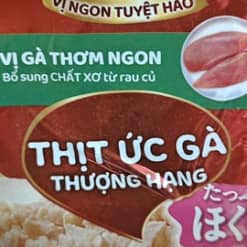 VỊ NGON TUYỆT HẢO
VỊ GÀ THƠM NGON
Bổ sung CHẤT XƠ từ rau củ
THỊT ỨC GÀ
THƯỢNG HẠNG
たっ
ほぐ